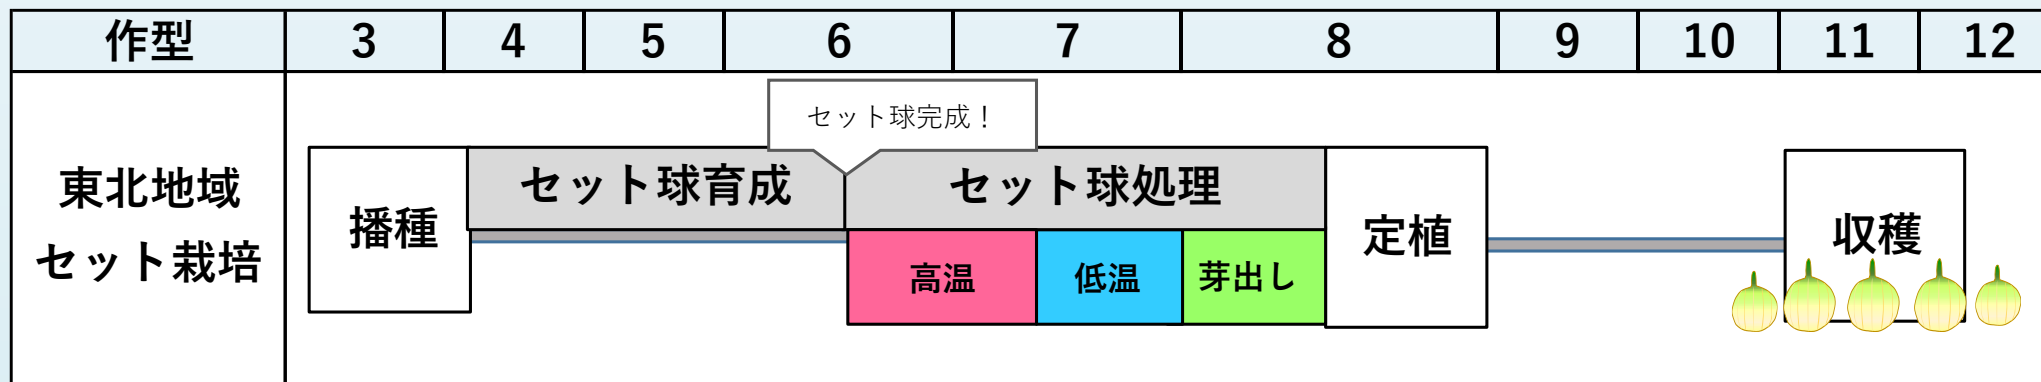 作型 3 4 5 6 7 8 9 10 11 12
セット球完成！
東北地域
セット栽培
播種
セット球育成
セット球処理
高温
低温
芽出し
定植
収穫